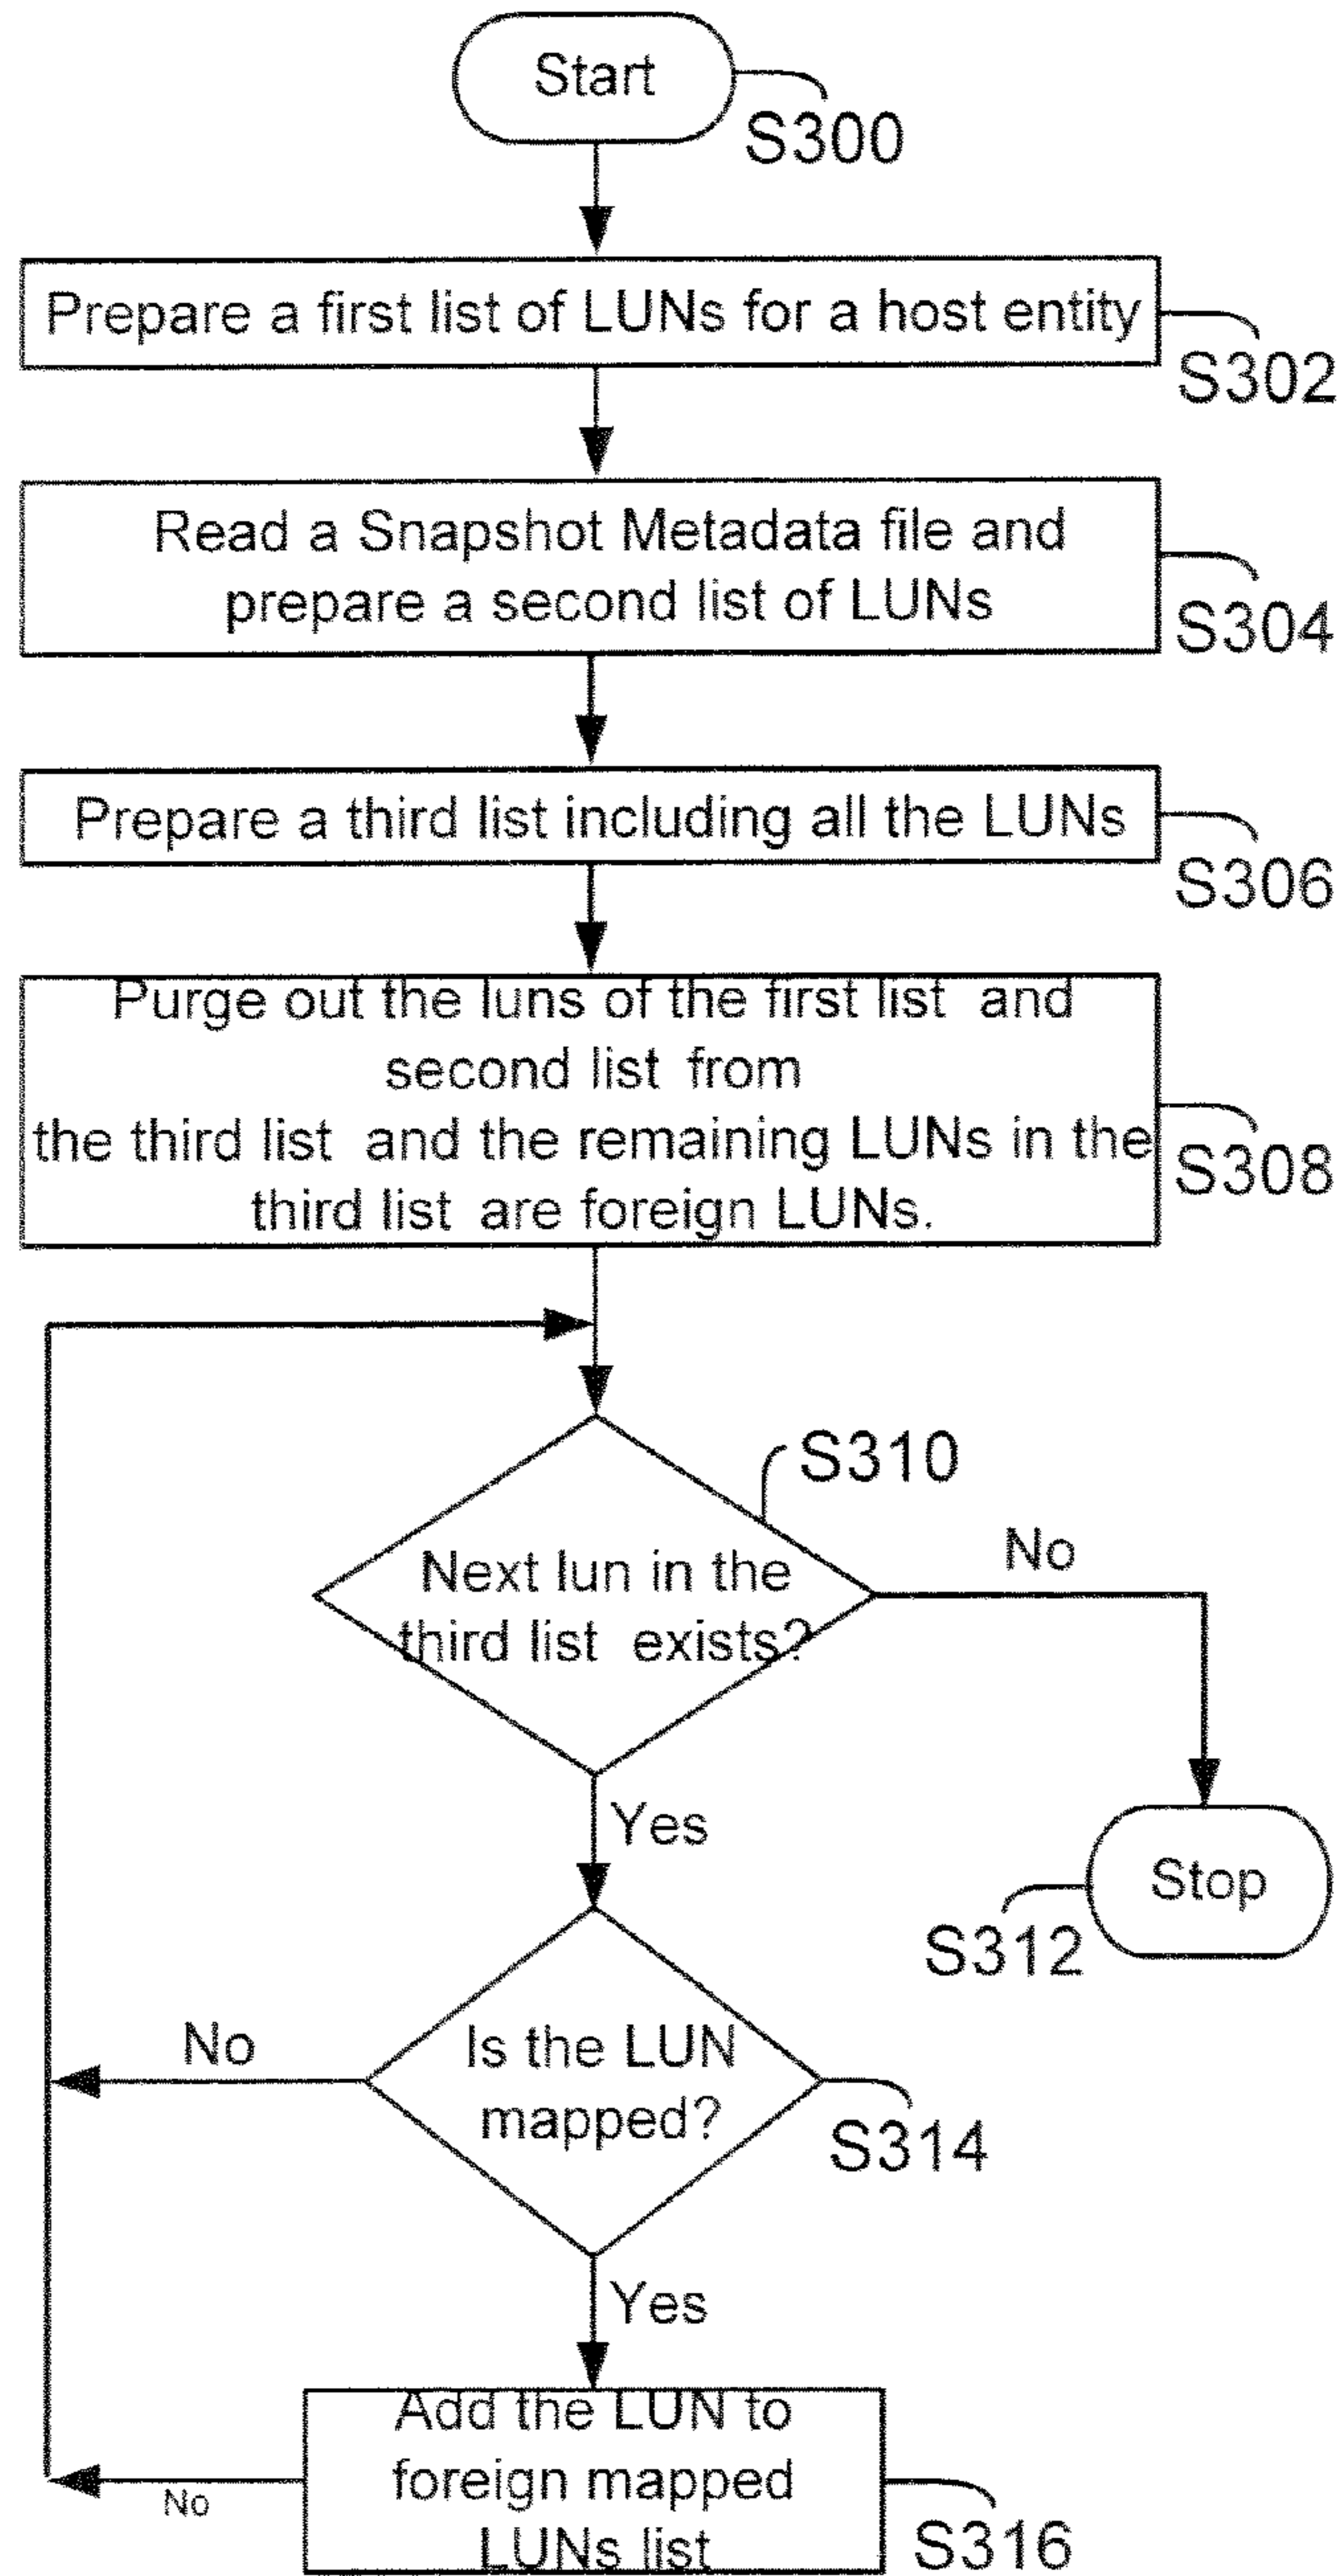 Start
S300
Prepare a first list of LUNs for a host entity
S302
Read a Snapshot Metadata file and
prepare a second list of LUNs
S304
Prepare a third list including all the LUNs
S306
Purge out the luns of the first list and
second list from
the third list and the remaining LUNs in the
third list are foreign LUNs.
S308
S310
Next lun in the
third list exists?
No
Yes
Stop
S312
Is the LUN
mapped?
No
S314
Yes
Add the LUN to
foreign mapped
LUNs list
No
S316